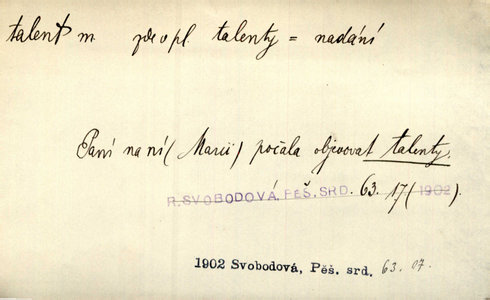 talent m zde v pl. talenty = nadání
Paní na ní (Marii) počala objevovat talenty.
R. SVOBODOVÁ, PĚŠ. SRD. 63. 17 (1902).
1902 Svobodová, Pěš. srd. 63. 07.